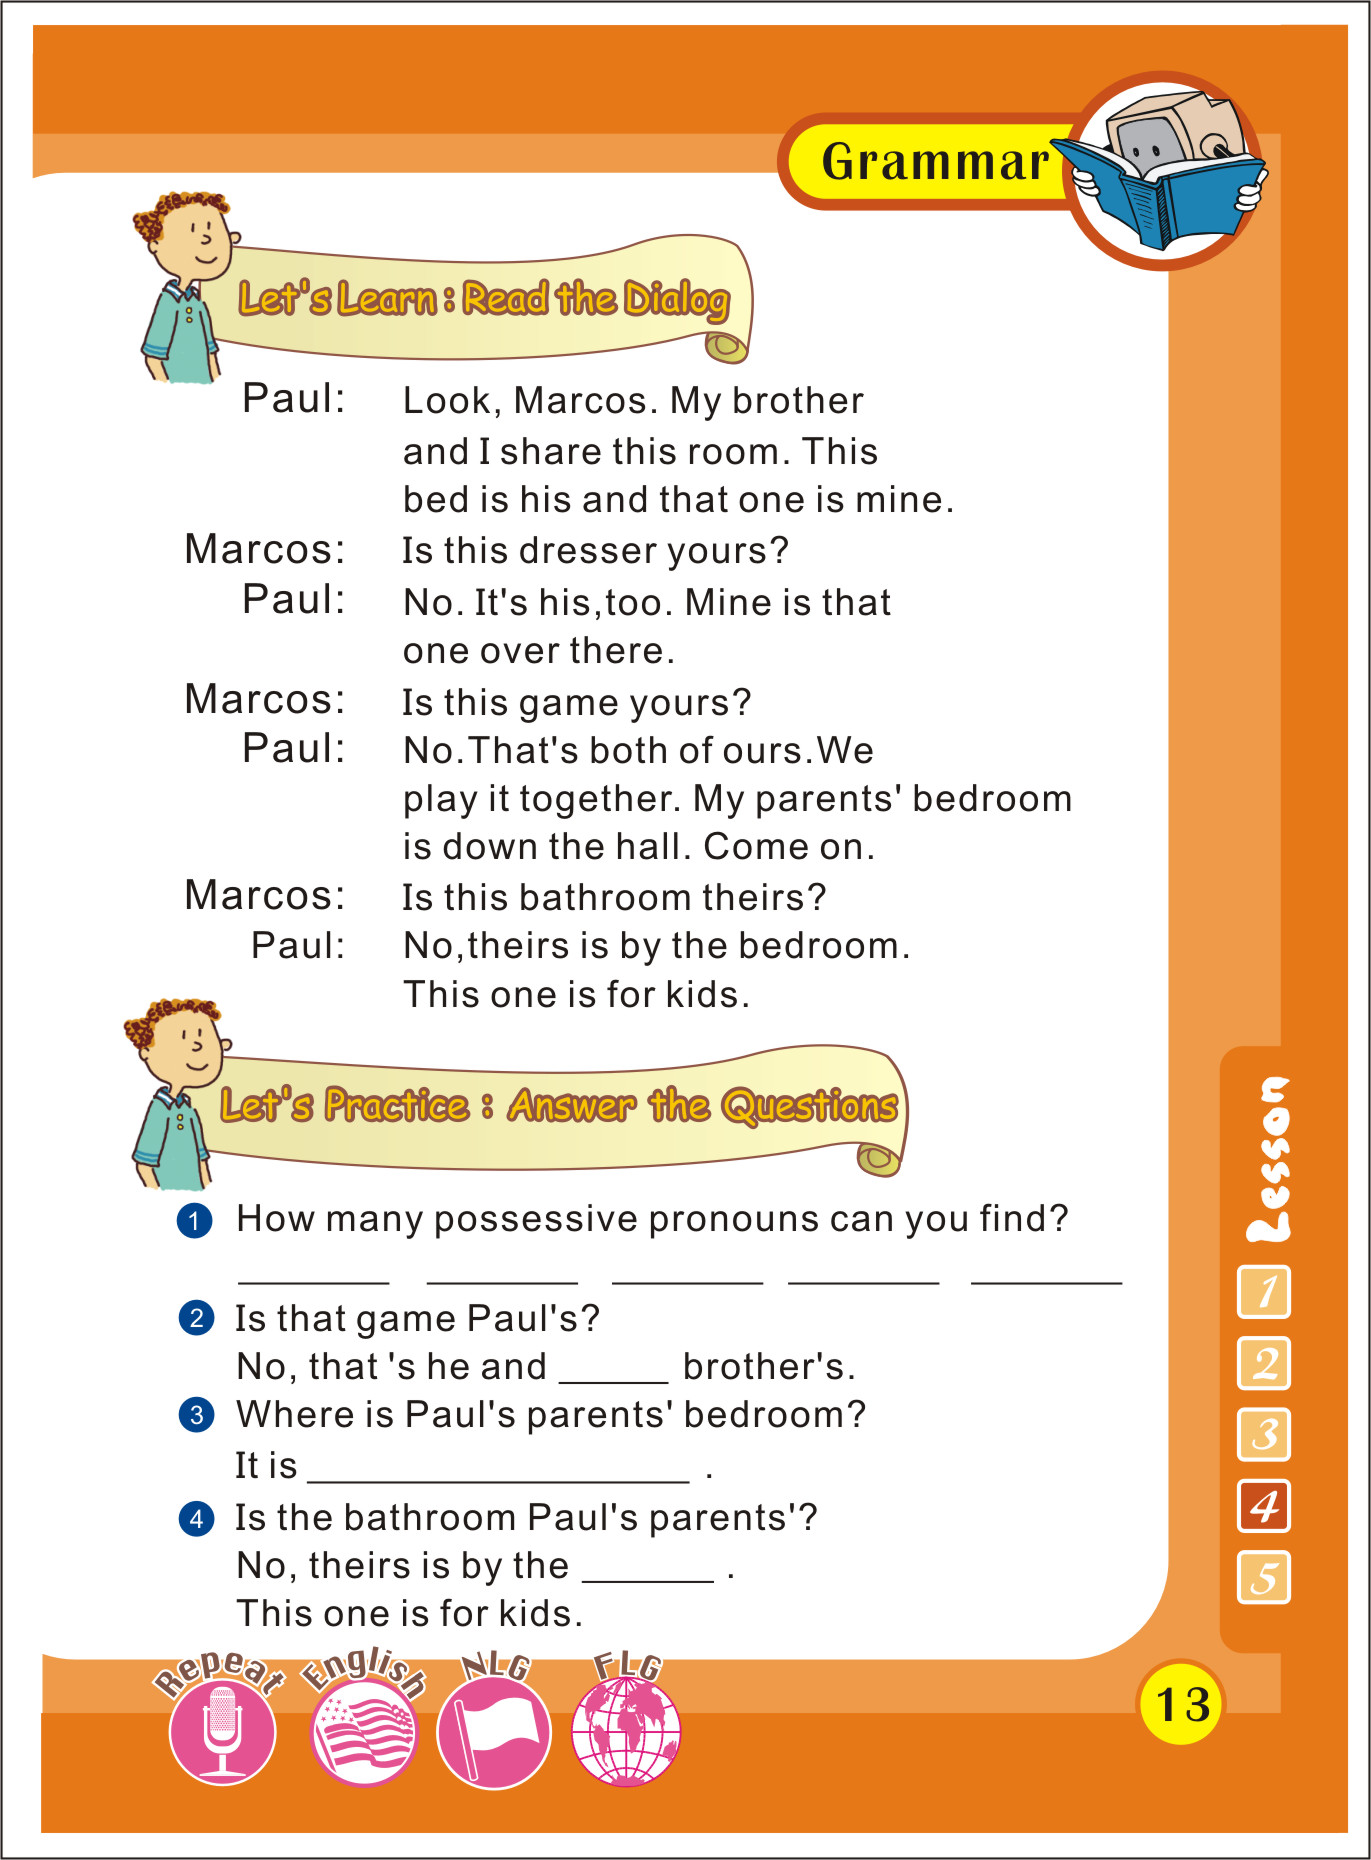 Grammar
Let's Learn : Read the Dialog
Paul: Look, Marcos. My brother
and I share this room. This
bed is his and that one is mine.
Marcos: Is this dresser yours?
Paul: No. It's his,too. Mine is that
one over there.
Marcos: Is this game yours?
Paul: No.That's both of ours.We
play it together. My parents' bedroom
is down the hall. Come on.
Marcos: Is this bathroom theirs?
Paul: No,theirs is by the bedroom.
This one is for kids.
Let's Practice : Answer the Questions
1 How many possessive pronouns can you find?
2 Is that game Paul's?
No, that 's he and ______ brother's.
3 Where is Paul's parents' bedroom?
It is ____________________ .
4 Is the bathroom Paul's parents'?
No, theirs is by the _______ .
This one is for kids.
Lesson
1
2
3
4
5
Repeat English NLG FLG
13